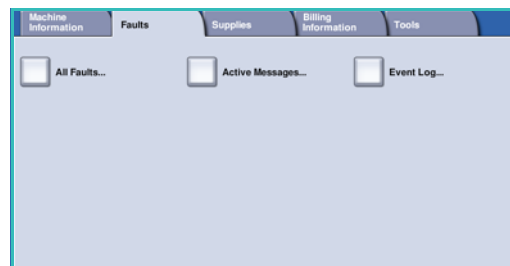 Machine Information
Faults
Supplies
Billing Information
Tools
All Faults...
Active Messages...
Event Log...